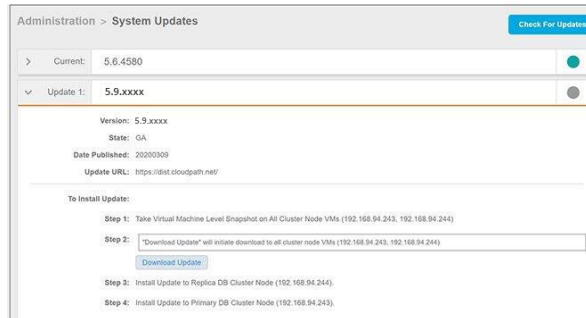 Administration > System Updates
Check For Updates
Current: 5.6.4580
Update 1: 5.9.xxxx
Version: 5.9.xxxx
State: GA
Date Published: 20200309
Update URL: https://dist.cloudpath.net/
To Install Update:
Step 1: Take Virtual Machine Level Snapshot on All Cluster Node VMs (192.168.94.243, 192.168.94.244)
Step 2: "Download Update" will initiate download to all cluster node VMs (192.168.94.243, 192.168.94.244)
Download Update
Step 3: Install Update to Replica DB Cluster Node (192.168.94.244).
Step 4: Install Update to Primary DB Cluster Node (192.168.94.243).